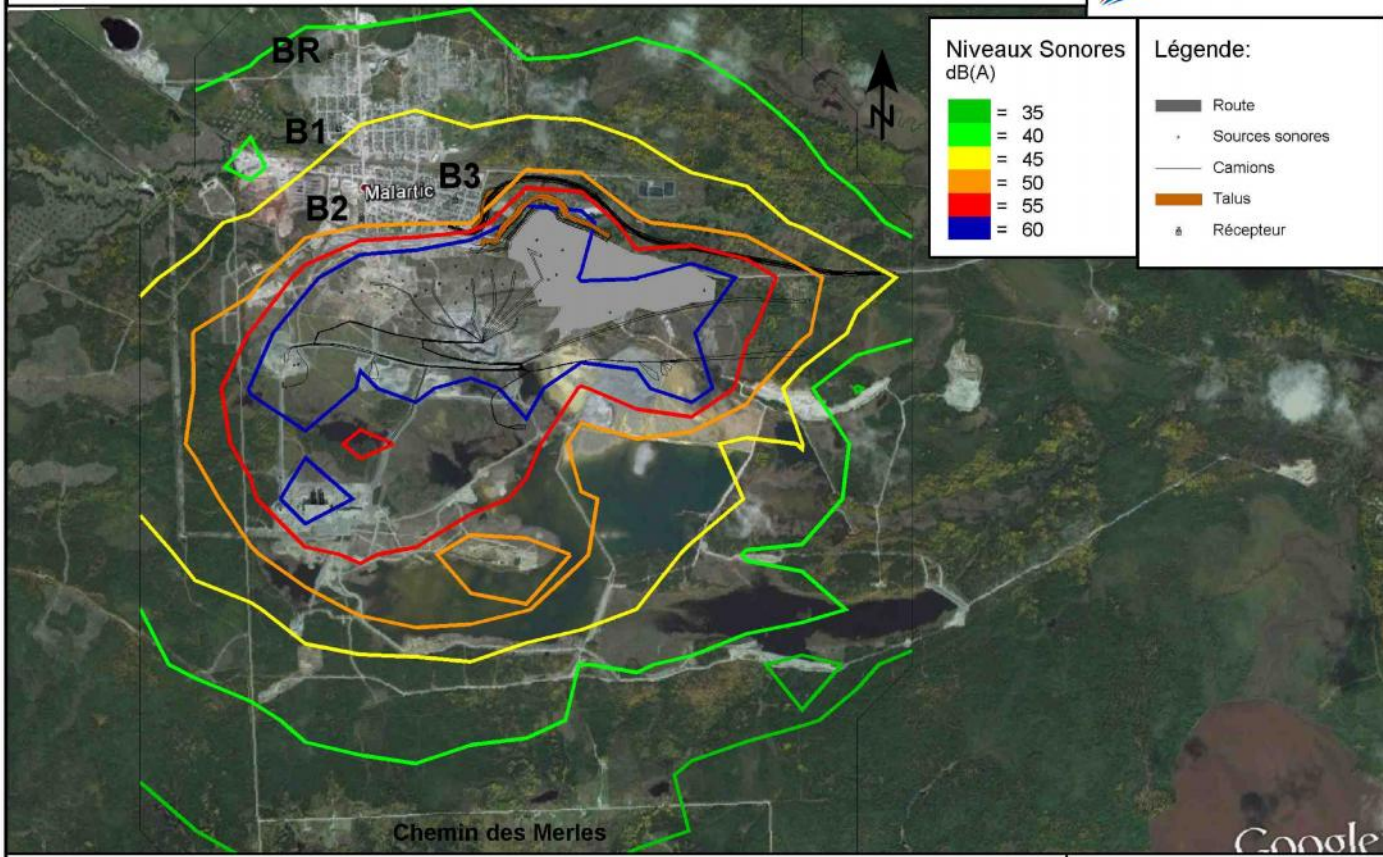 BR
B1
B3
Malartic
B2
Chemin des Merles
Google
N
Niveaux Sonores
dB(A)
= 35
= 40
= 45
= 50
= 55
= 60
Légende:
Route
Sources sonores
Camions
Talus
Récepteur